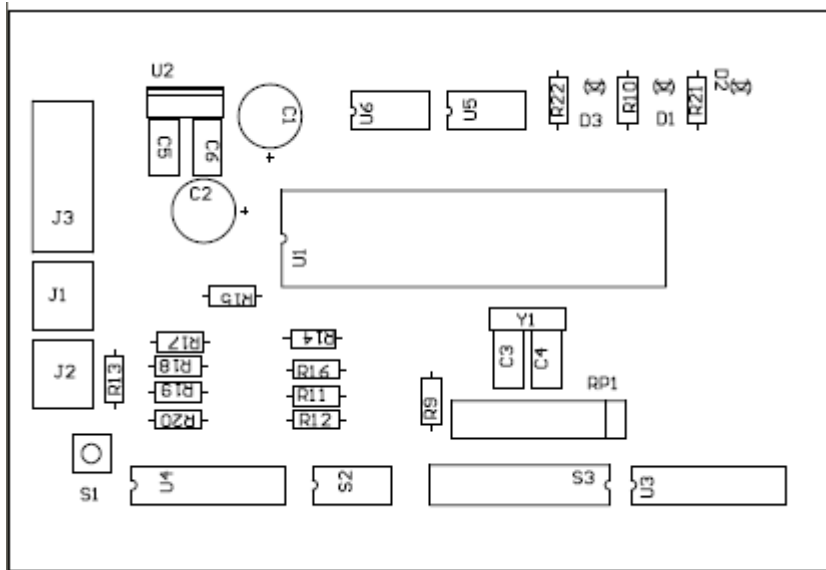 U2
C1
U6
U5
R22
D3
R10
D1
R21
D2
C5
C6
C2
J3
U1
J1
R15
Y1
R17
R14
C3
C4
J2
R13
R18
R16
RP1
R19
R11
R9
R20
R12
S1
U4
S2
S3
U3